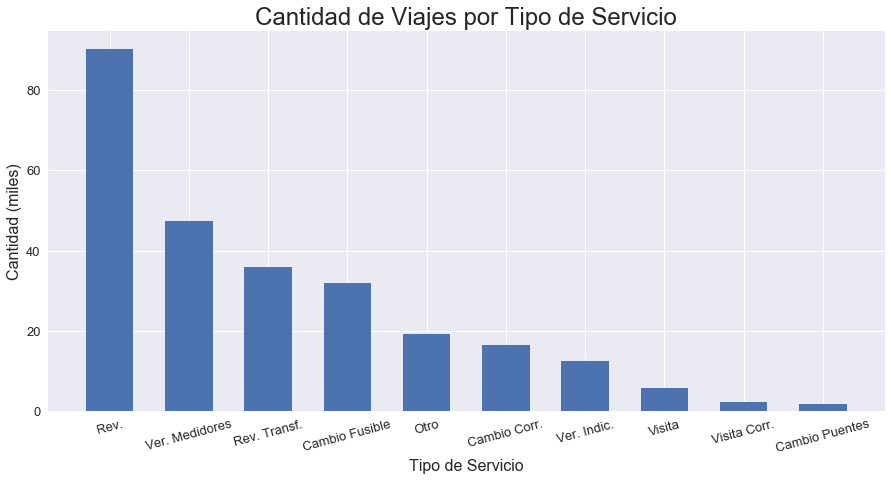 Cantidad de Viajes por Tipo de Servicio
Cantidad (miles)
80
60
40
20
0
Rev.
Ver. Medidores
Rev. Transf.
Cambio Fusible
Otro
Cambio Corr.
Ver. Indic.
Visita
Visita Corr.
Cambio Puentes
Tipo de Servicio